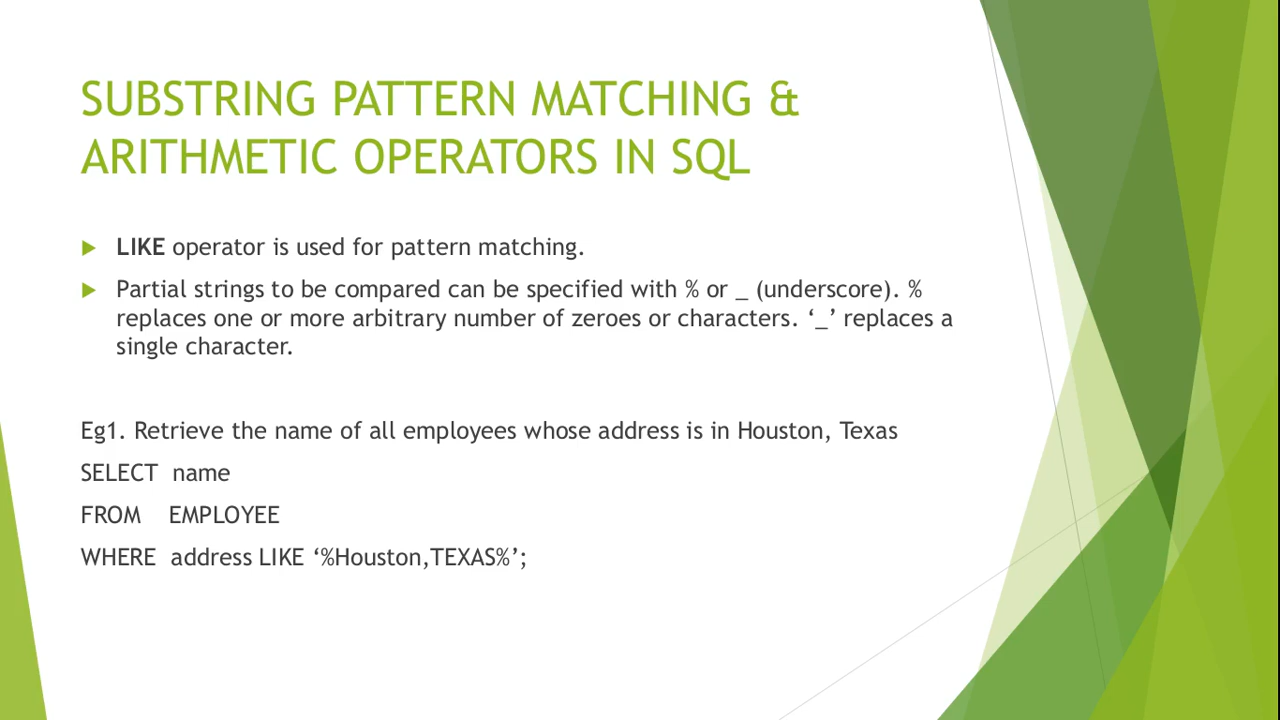 SUBSTRING PATTERN MATCHING &
ARITHMETIC OPERATORS IN SQL
LIKE operator is used for pattern matching.
Partial strings to be compared can be specified with % or _ (underscore). %
replaces one or more arbitrary number of zeroes or characters. ‘_’ replaces a
single character.
Eg1. Retrieve the name of all employees whose address is in Houston, Texas
SELECT name
FROM EMPLOYEE
WHERE address LIKE ‘%Houston,TEXAS%’;